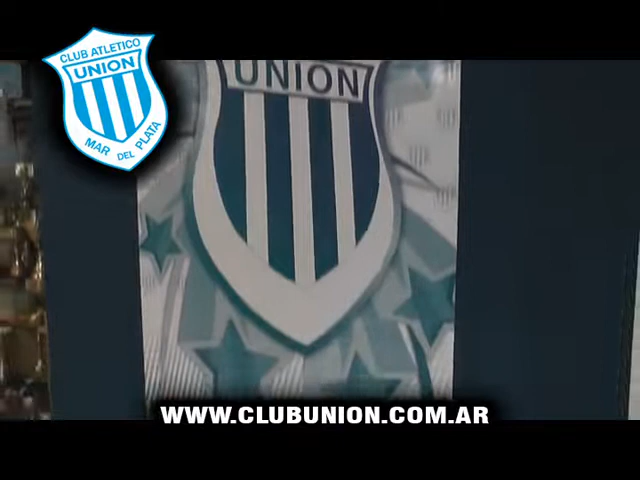 CLUB ATLETICO
UNION
MAR DEL PLATA
UNION
WWW.CLUBUNION.COM.AR